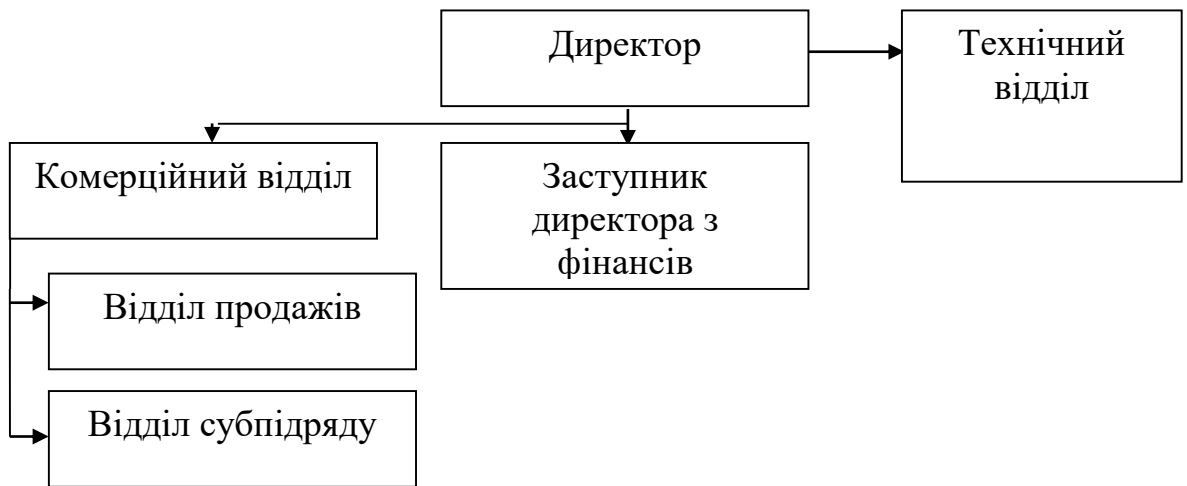 Директор
Технічний
відділ
Комерційний відділ
Заступник
директора з
фінансів
Відділ продажів
Відділ субпідряду